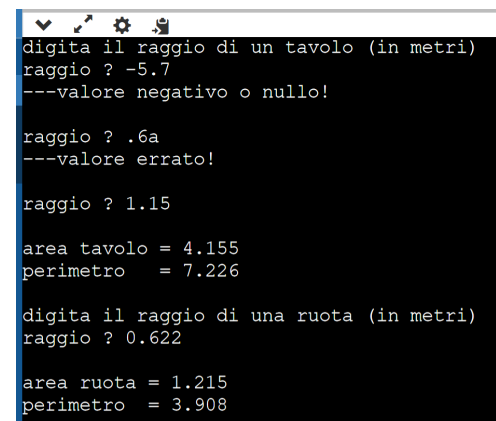 digita il raggio di un tavolo (in metri)
raggio ? -5.7
---valore negativo o nullo!
raggio ? .6a
---valore errato!
raggio ? 1.15
area tavolo = 4.155
perimetro   = 7.226
digita il raggio di una ruota (in metri)
raggio ? 0.622
area ruota = 1.215
perimetro  = 3.908